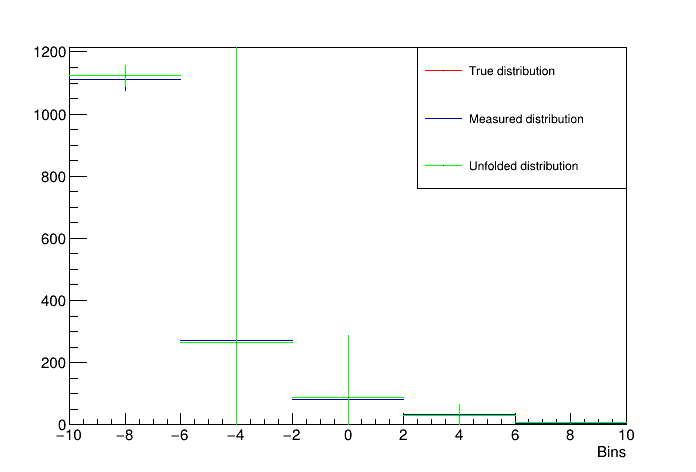 1200
1000
800
600
400
200
0
−10 −8 −6 −4 −2 0 2 4 6 8 10
Bins
True distribution
Measured distribution
Unfolded distribution